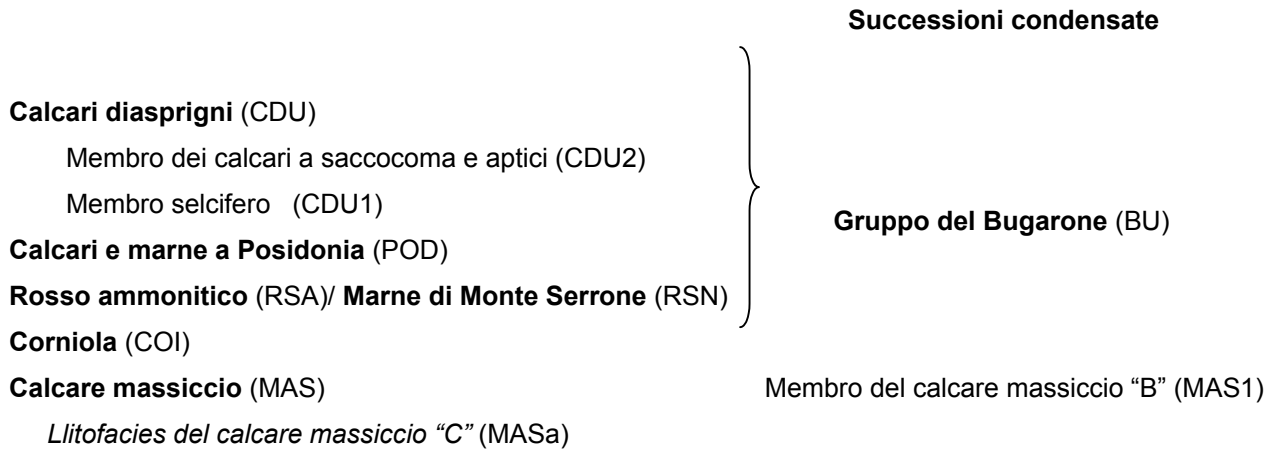 Successioni condensate
Calcari diasprigni (CDU)
Membro dei calcari a saccocoma e aptici (CDU2)
Membro selcifero (CDU1)
Gruppo del Bugarone (BU)
Calcari e marne a Posidonia (POD)
Rosso ammonitico (RSA)/ Marne di Monte Serrone (RSN)
Corniola (COI)
Calcare massiccio (MAS)
Membro del calcare massiccio “B” (MAS1)
Llitofacies del calcare massiccio “C” (MASa)